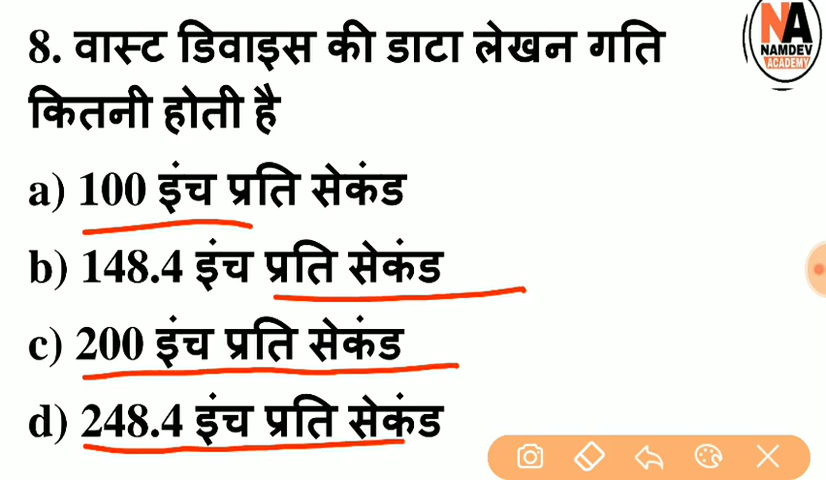 8. वास्ट डिवाइस की डाटा लेखन गति
कितनी होती है
a) 100 इंच प्रति सेकंड
b) 148.4 इंच प्रति सेकंड
c) 200 इंच प्रति सेकंड
d) 248.4 इंच प्रति सेकंड
NA
NAMDEV
ACADEMY